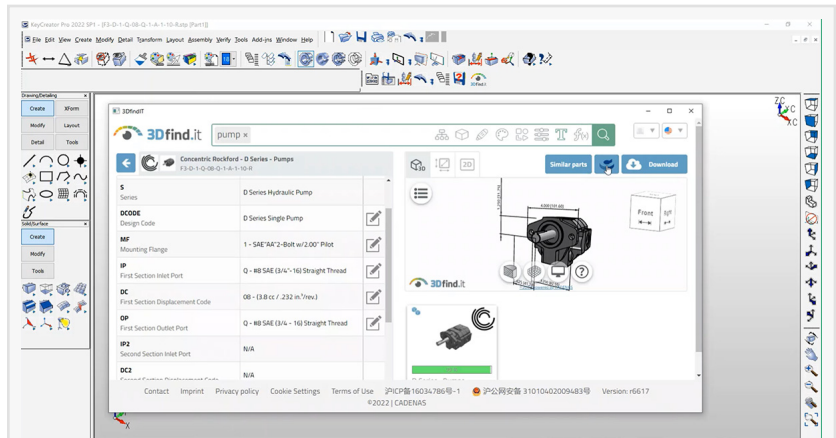 KeyCreator Pro 2022 SP1 - [F3-D-1-Q-08-Q-1-A-1-10-R.stp [Part1]]
File Edit View Create Modify Detail Transform Layout Assembly Verify Tools Add-ins Window Help
Drawing/Detailing
Create XForm
Modify Layout
Detail Tools
Solid/Surface
Create
Modify
Tools
3DfindIT
3Dfind.it pump ×
Concentric Rockford - D Series - Pumps
F3-D-1-Q-08-Q-1-A-1-10-R
3D 2D Similar parts Download
S
Series
D Series Hydraulic Pump
DCODE
Design Code
D Series Single Pump
MF
Mounting Flange
1 - SAE"AA"2-Bolt w/2.00" Pilot
IP
First Section Inlet Port
Q - #8 SAE (3/4"-16) Straight Thread
DC
First Section Displacement Code
08 - (3.8 cc / .232 in.³/rev.)
OP
First Section Outlet Port
Q - #8 SAE (3/4 - 16) Straight Thread
IP2
Second Section Inlet Port
N/A
DC2
N/A
Front
3Dfind.it
Contact Imprint Privacy policy Cookie Settings Terms of Use 沪ICP备16034786号-1 沪公网安备 31010402009483号 Version: r6617
©2022 | CADENAS
ZC
YC
XC
X